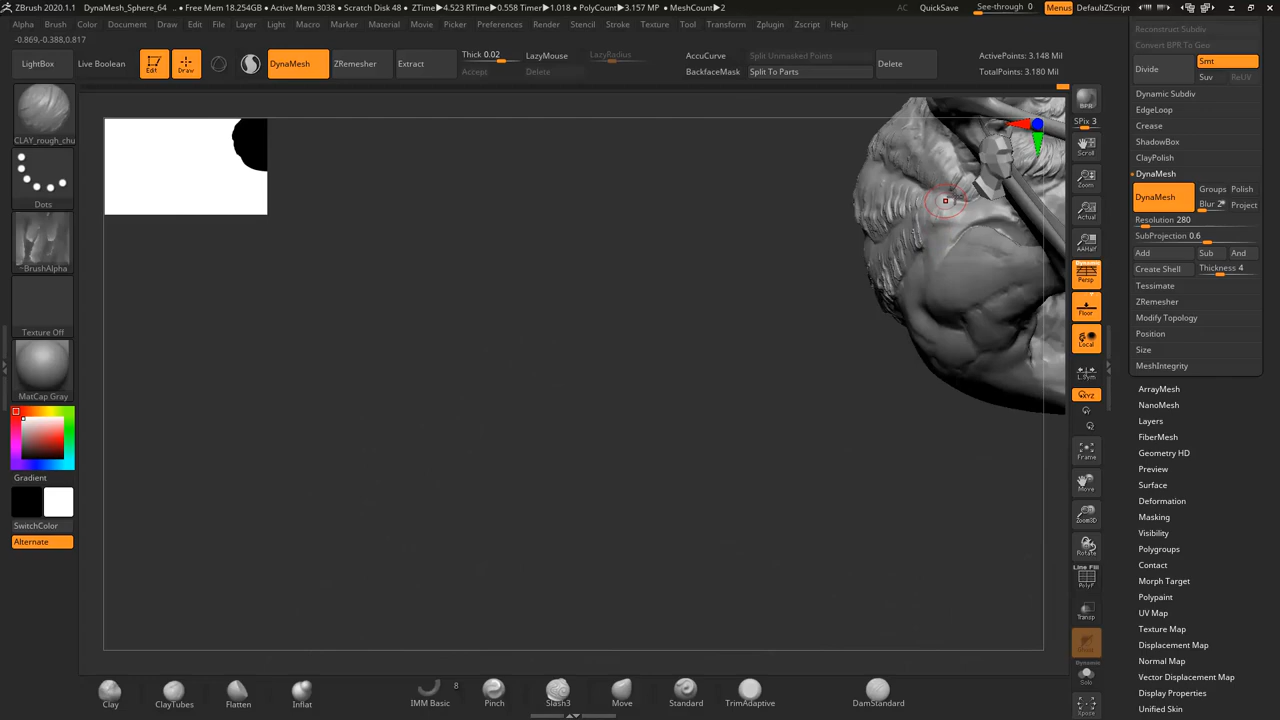 ZBrush 2020.1.1 DynaMesh_Sphere_64 ... • Free Mem 18.254GB • Active Mem 3038 • Scratch Disk 48 • ZTime►4.523 RTime►0.558 Timer►1.018 • PolyCount►3.157 MP • MeshCount►2 AC QuickSave See-through 0 Menus DefaultZScript
Alpha Brush Color Document Draw Edit File Layer Light Macro Marker Material Movie Picker Preferences Render Stencil Stroke Texture Tool Transform Zplugin Zscript Help
-0.869,-0.388,0.817
LightBox Live Boolean Edit Draw DynaMesh ZRemesher Extract
Thick 0.02 LazyMouse LazyRadius AccuCurve Split Unmasked Points
Accept Delete BackfaceMask Split To Parts
Delete
ActivePoints: 3.148 Mil
TotalPoints: 3.180 Mil
CLAY_rough_chu
Dots
~BrushAlpha
Texture Off
MatCap Gray
Gradient
SwitchColor
Alternate
BPR
SPix 3
Scroll
Zoom
Actual
AAHalf
Dynamic
Persp
Floor
Local
L.Sym
XYZ
Frame
Move
Zoom3D
Rotate
Line Fill
PolyF
Transp
Ghost
Dynamic
Solo
Xpose
Reconstruct Subdiv
Convert BPR To Geo
Divide Smt
Suv ReUV
Dynamic Subdiv
EdgeLoop
Crease
ShadowBox
ClayPolish
DynaMesh
DynaMesh Groups Polish
Blur 2 Project
Resolution 280
SubProjection 0.6
Add Sub And
Create Shell Thickness 4
Tessimate
ZRemesher
Modify Topology
Position
Size
MeshIntegrity
ArrayMesh
NanoMesh
Layers
FiberMesh
Geometry HD
Preview
Surface
Deformation
Masking
Visibility
Polygroups
Contact
Morph Target
Polypaint
UV Map
Texture Map
Displacement Map
Normal Map
Vector Displacement Map
Display Properties
Unified Skin
Clay ClayTubes Flatten Inflat IMM Basic 8 Pinch Slash3 Move Standard TrimAdaptive DamStandard